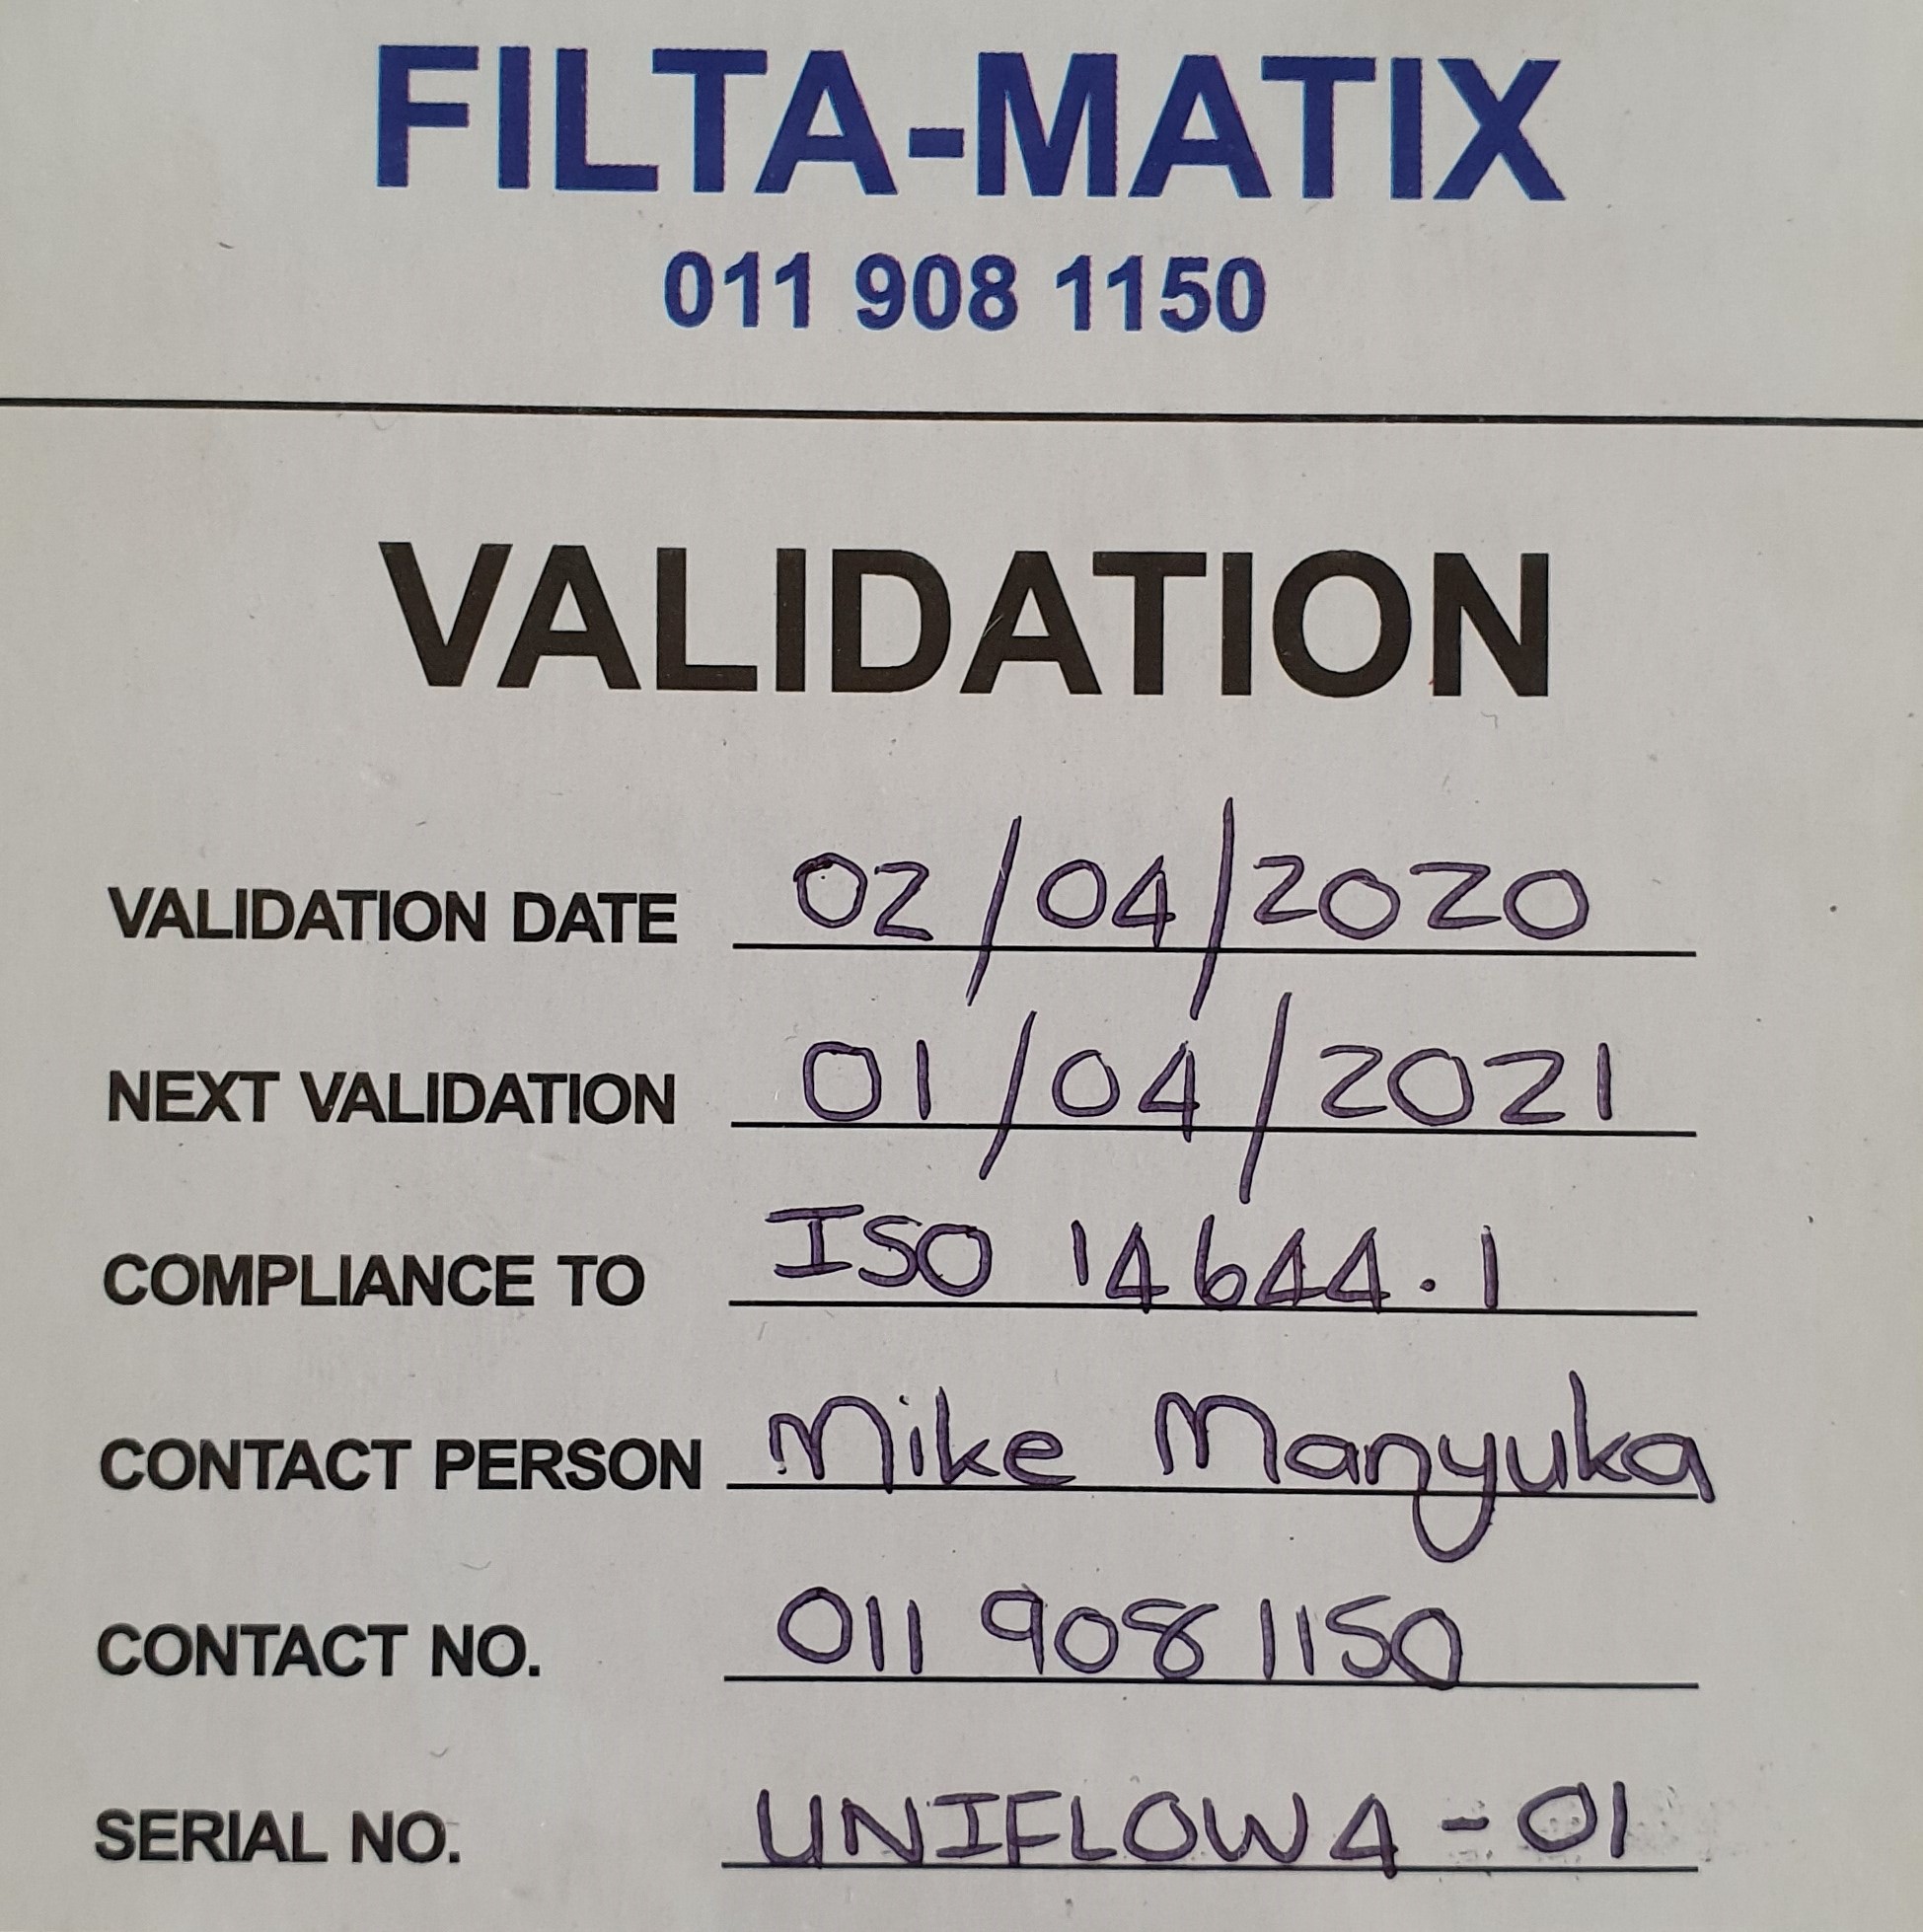 FILTA-MATIX
011 908 1150
VALIDATION
VALIDATION DATE 02/04/2020
NEXT VALIDATION 01/04/2021
COMPLIANCE TO ISO 14644.1
CONTACT PERSON Mike Manyuka
CONTACT NO. 011 908 1150
SERIAL NO. UNIFLOW4-01